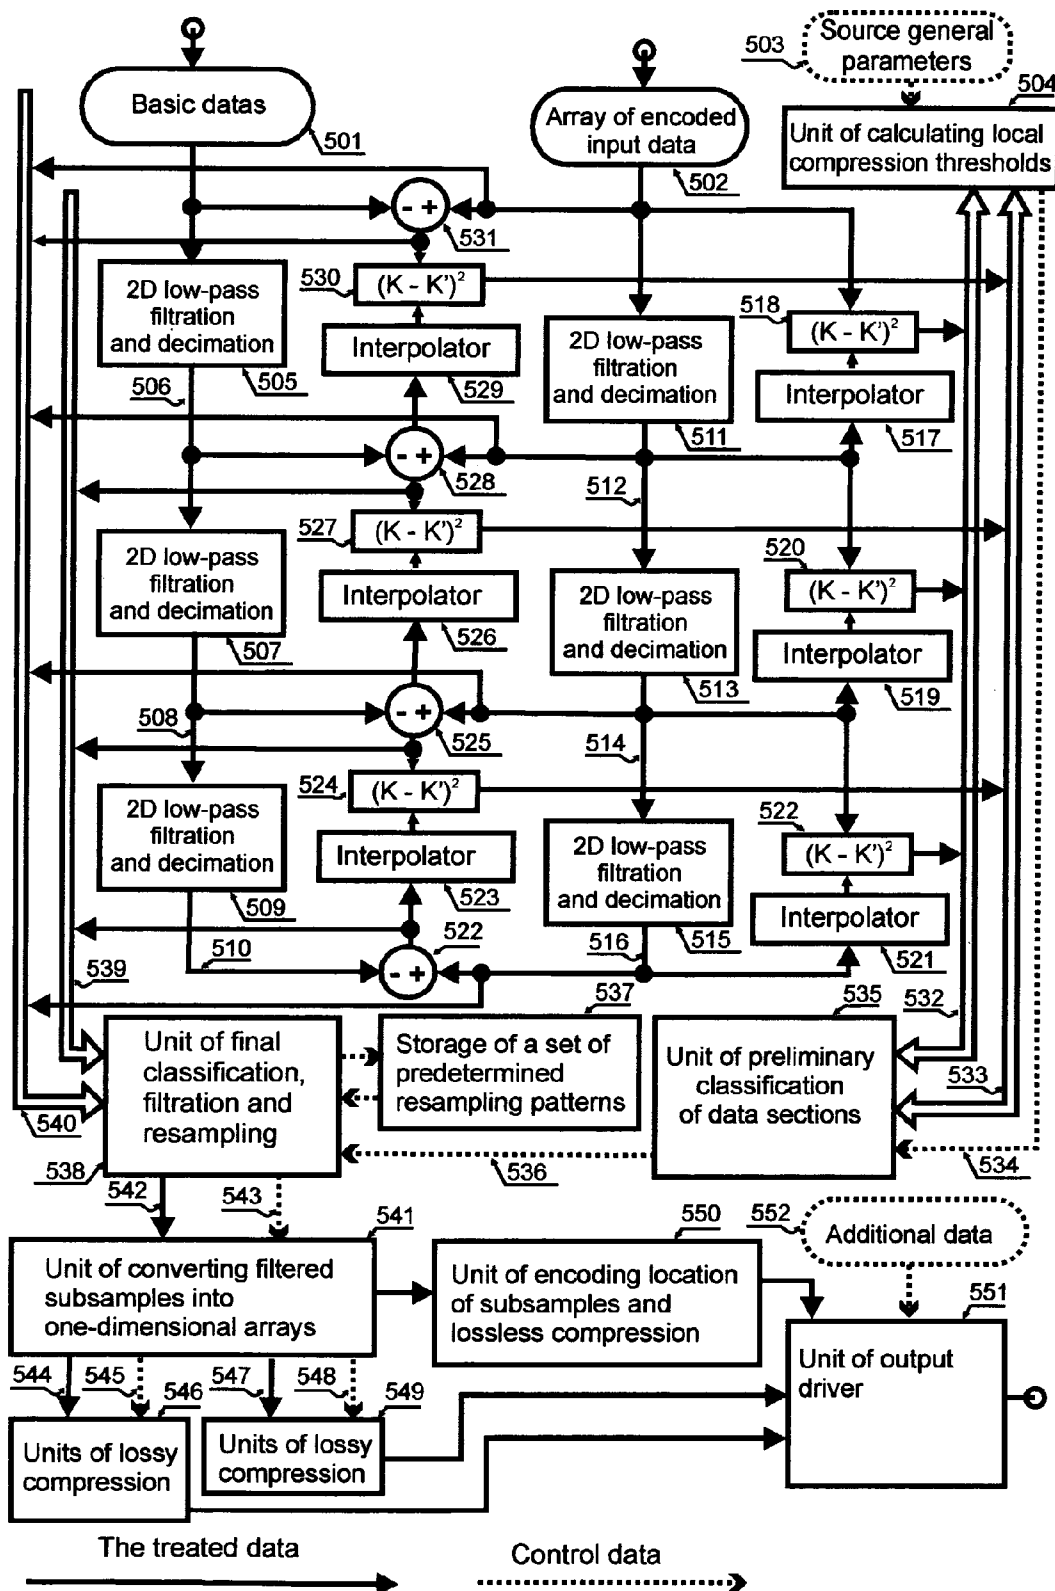 Source general
parameters
503
504
Basic datas
501
Array of encoded
input data
502
Unit of calculating local
compression thresholds
- +
531
530
(K - K')²
518
(K - K')²
2D low-pass
filtration
and decimation
505
506
Interpolator
529
2D low-pass
filtration
and decimation
511
Interpolator
517
- +
528
512
527
(K - K')²
520
(K - K')²
2D low-pass
filtration
and decimation
507
Interpolator
526
2D low-pass
filtration
and decimation
513
Interpolator
519
508
- +
525
514
524
(K - K')²
522
(K - K')²
2D low-pass
filtration
and decimation
509
Interpolator
523
2D low-pass
filtration
and decimation
515
Interpolator
521
510
- +
522
516
539
537
535
532
Unit of final
classification,
filtration and
resampling
Storage of a set of
predetermined
resampling patterns
Unit of preliminary
classification
of data sections
533
540
538
536
534
542
543
541
550
552
Additional data
Unit of converting filtered
subsamples into
one-dimensional arrays
Unit of encoding location
of subsamples and
lossless compression
551
Unit of output
driver
544
545
546
547
548
549
Units of lossy
compression
Units of lossy
compression
The treated data
Control data